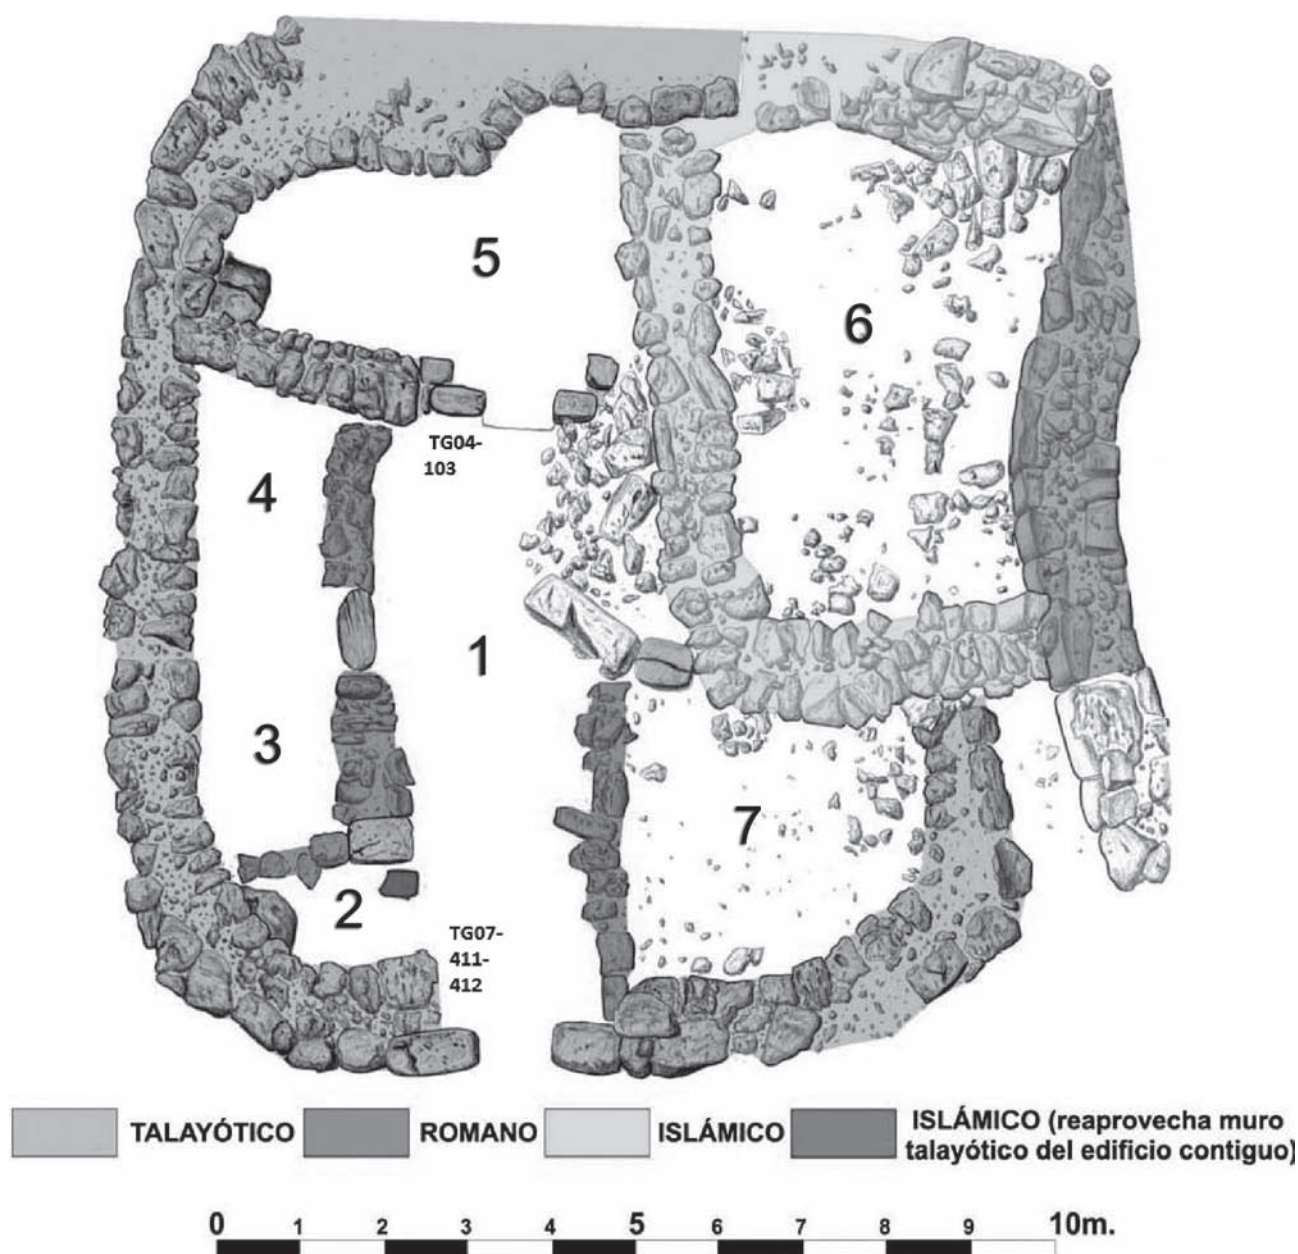 5
6
TG04-
103
4
1
3
7
2
TG07-
411-
412
TALAYÓTICO
ROMANO
ISLÁMICO
ISLÁMICO (reaprovecha muro
talayótico del edificio contiguo)
0 1 2 3 4 5 6 7 8 9 10m.